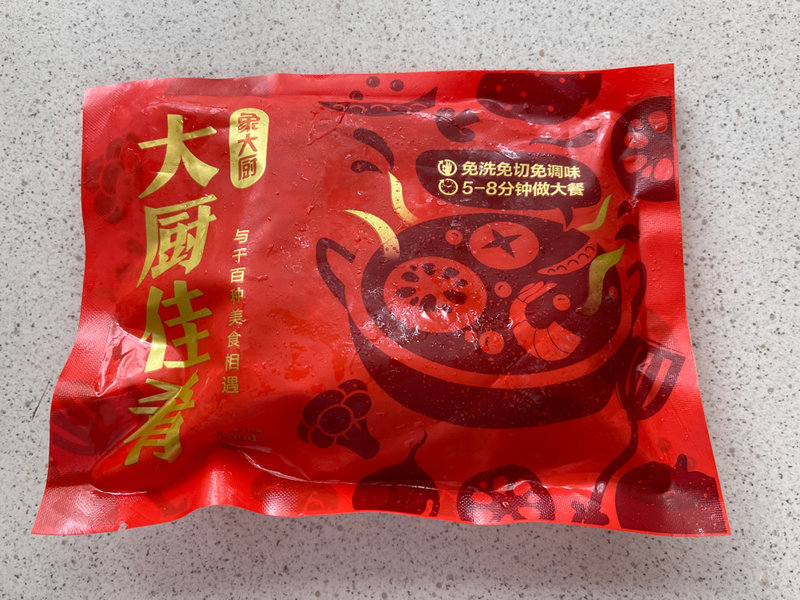 象大厨
大厨佳肴
与千百种美食相遇
免洗免切免调味
5-8分钟做大餐